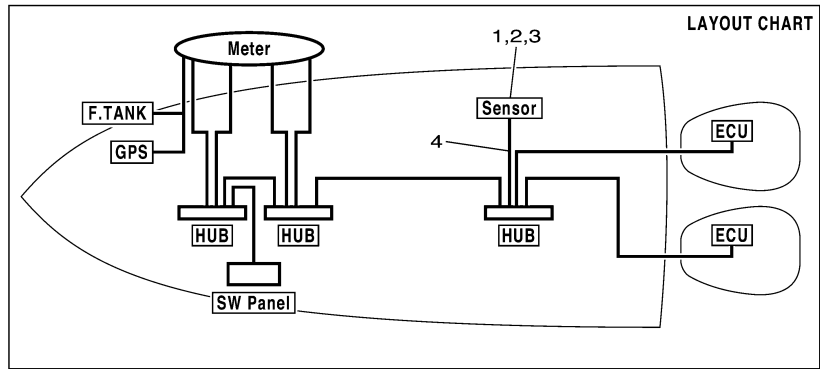 LAYOUT CHART
Meter
1,2,3
F.TANK
Sensor
ECU
4
GPS
HUB
HUB
HUB
ECU
SW Panel